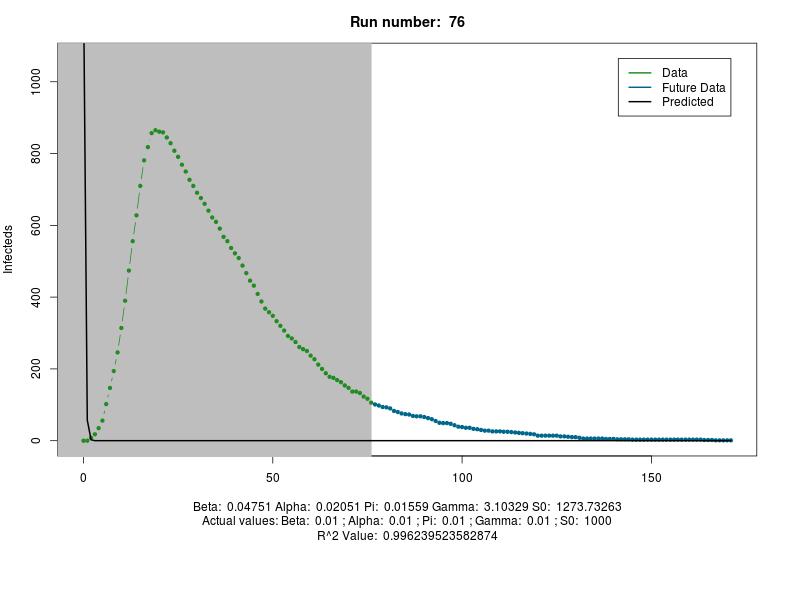 Run number: 76
Data
Future Data
Predicted
Infecteds
1000
800
600
400
200
0
0 50 100 150
Beta: 0.04751 Alpha: 0.02051 Pi: 0.01559 Gamma: 3.10329 S0: 1273.73263
Actual values: Beta: 0.01 ; Alpha: 0.01 ; Pi: 0.01 ; Gamma: 0.01 ; S0: 1000
R^2 Value: 0.996239523582874